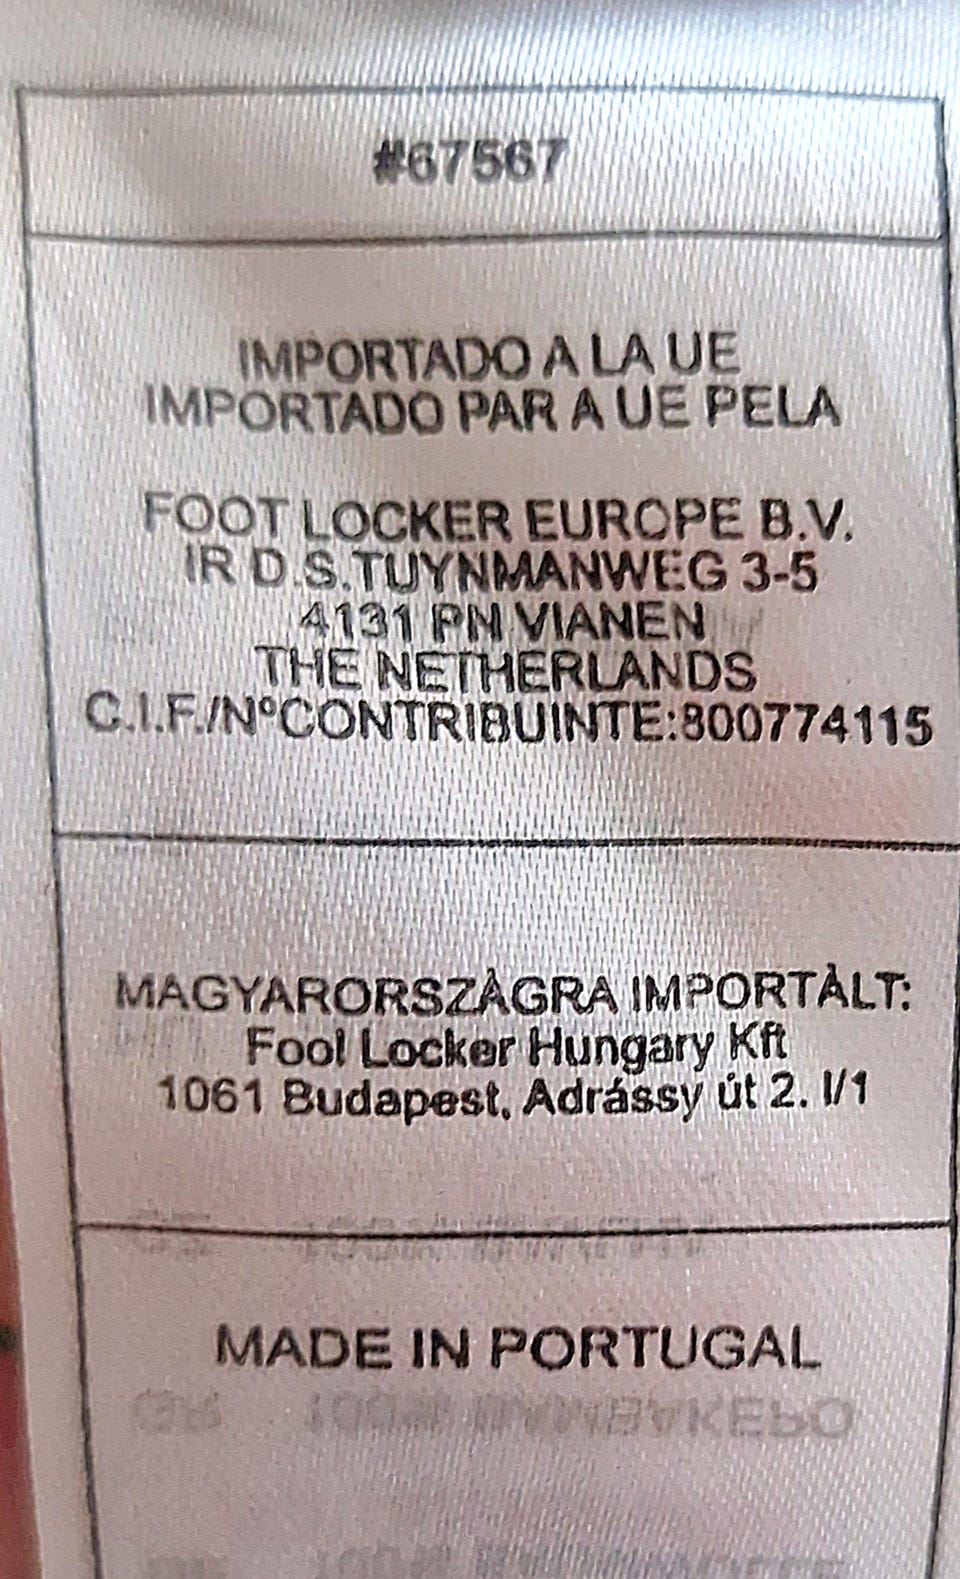 #67567
IMPORTADO A LA UE
IMPORTADO PAR A UE PELA
FOOT LOCKER EUROPE B.V.
IR D.S.TUYNMANWEG 3-5
4131 PN VIANEN
THE NETHERLANDS
C.I.F./NºCONTRIBUINTE:800774115
MAGYARORSZÀGRA IMPORTÀLT:
Foot Locker Hungary Kft
1061 Budapest, Adrássy út 2. I/1
MADE IN PORTUGAL